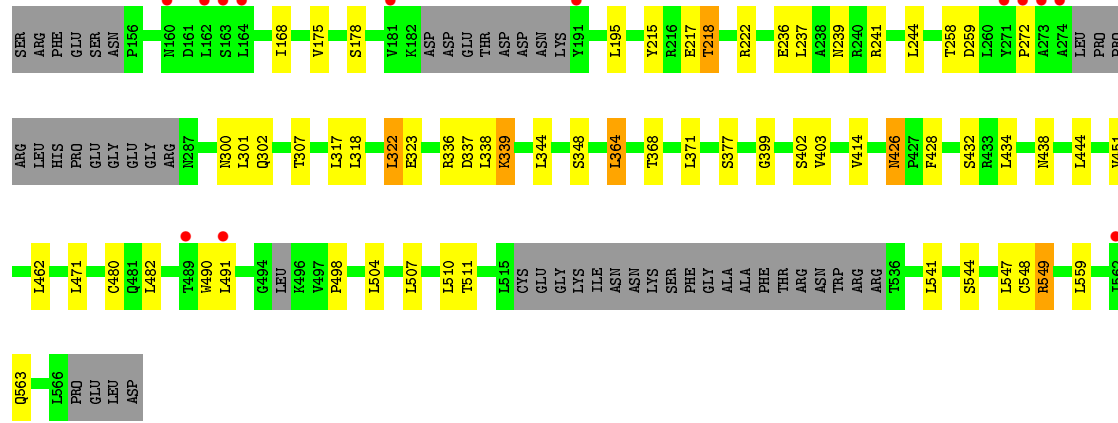 SER ARG PHE GLU SER ASN P156 N160 D161 L162 S163 L164 I168 V175 S178 V181 K182 ASP ASP GLU THR ASP ASP ASN LYS Y191 L195 Y215 R216 E217 T218 R222 E236 L237 A238 N239 R240 R241 L244 T258 D259 L260 Y271 P272 A273 A274 LEU PRO PRO
ARG LEU HIS PRO GLU GLY GLU GLY ARG N287 N300 L301 Q302 T307 L317 L318 L322 E323 R336 D337 L338 K339 L344 S348 L364 T368 L371 S377 G399 S402 V403 V414 N426 P427 F428 S432 R433 L434 N438 L444 V451
L462 L471 C480 Q481 L482 T489 W490 L491 G494 LEU K496 V497 P498 L504 L507 L510 T511 L515 CYS GLU GLY LYS ILE ASN ASN LYS SER PHE GLY ALA ALA PHE THR ARG ASN TRP ARG ARG T536 L541 S544 L547 C548 R549 L559 I562
Q563 L566 PRO GLU LEU ASP